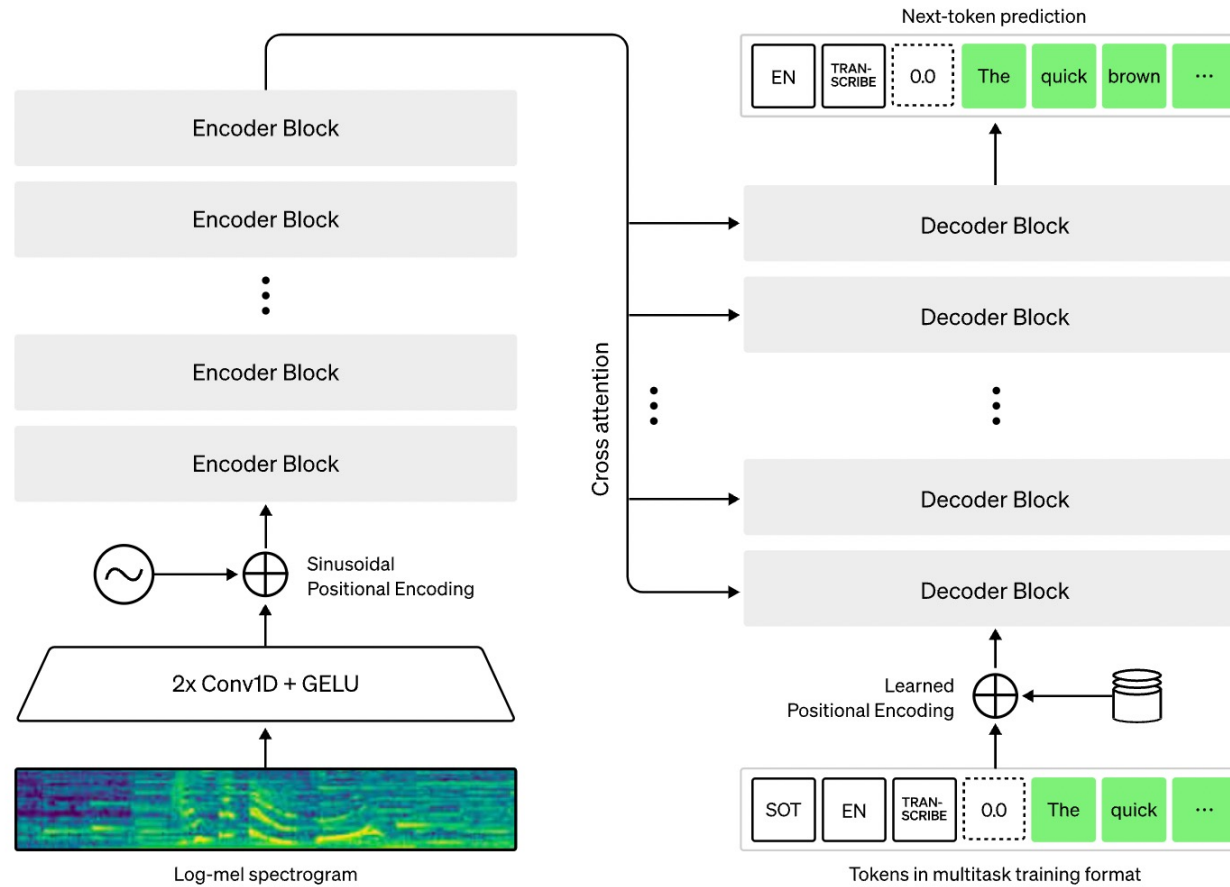 Next-token prediction
EN
TRAN-
SCRIBE
0.0
The
quick
brown
...
Encoder Block
Encoder Block
Encoder Block
Encoder Block
Sinusoidal
Positional Encoding
2x Conv1D + GELU
Log-mel spectrogram
Cross attention
Decoder Block
Decoder Block
Decoder Block
Decoder Block
Learned
Positional Encoding
SOT
EN
TRAN-
SCRIBE
0.0
The
quick
...
Tokens in multitask training format